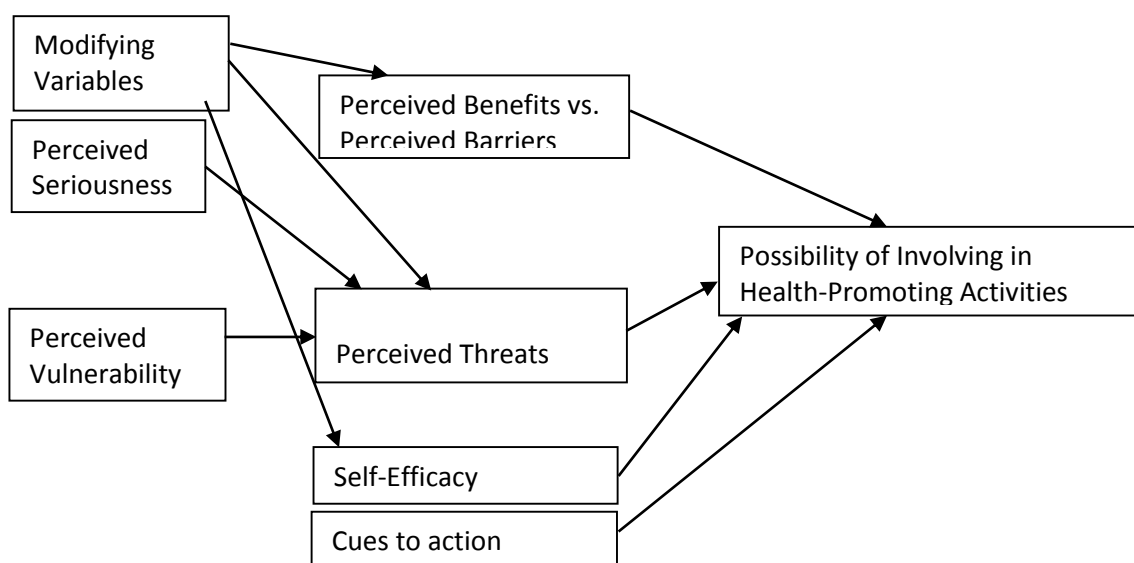 Modifying
Variables
Perceived Benefits vs.
Perceived Barriers
Perceived
Seriousness
Possibility of Involving in
Health-Promoting Activities
Perceived
Vulnerability
Perceived Threats
Self-Efficacy
Cues to action